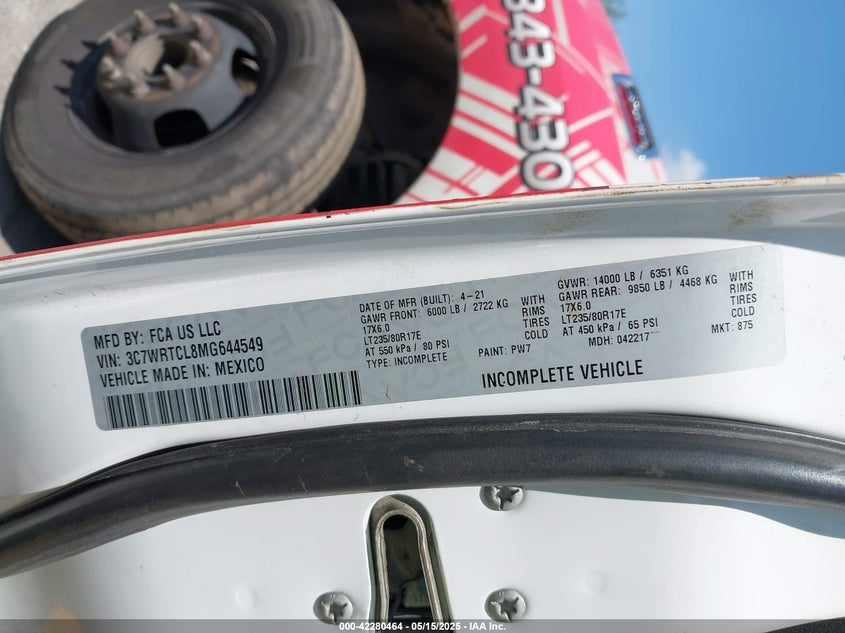 843-430
MFD BY: FCA US LLC
VIN: 3C7WRTCL8MG644549
VEHICLE MADE IN: MEXICO
DATE OF MFR (BUILT): 4-21
GAWR FRONT: 6000 LB / 2722 KG WITH
17X6.0 RIMS
LT235/80R17E TIRES
AT 550 kPa / 80 PSI COLD
TYPE: INCOMPLETE PAINT: PW7
GVWR: 14000 LB / 6351 KG
GAWR REAR: 9850 LB / 4468 KG WITH
17X6.0 RIMS
LT235/80R17E TIRES
AT 450 kPa / 65 PSI COLD
MDH: 042217 MKT: 875
INCOMPLETE VEHICLE
000-42280464 - 05/15/2025 - IAA Inc.